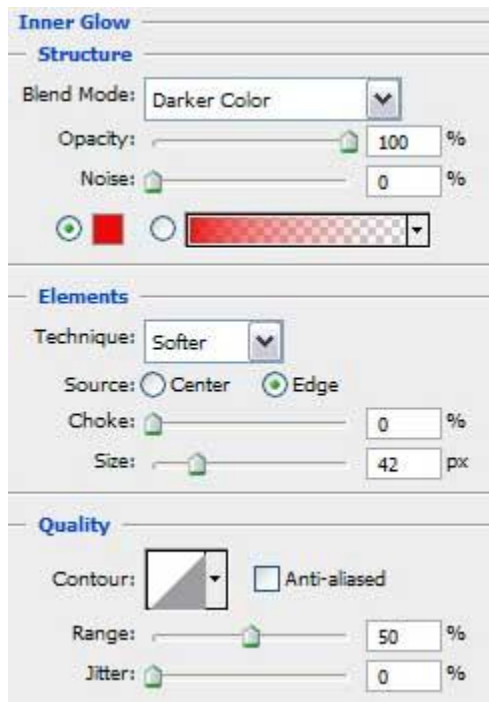 Inner Glow
Structure
Blend Mode: Darker Color
Opacity: 100 %
Noise: 0 %
Elements
Technique: Softer
Source: Center Edge
Choke: 0 %
Size: 42 px
Quality
Contour: Anti-aliased
Range: 50 %
Jitter: 0 %